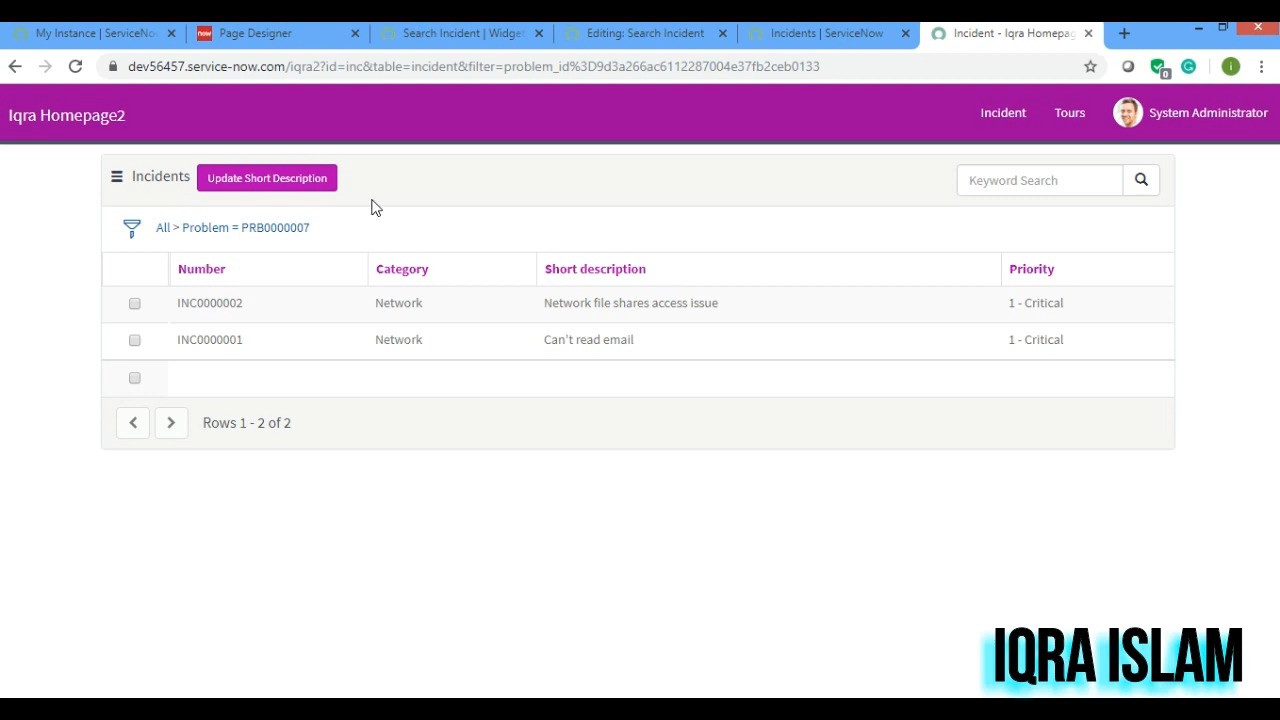 My Instance | ServiceNo
now Page Designer
Search Incident | Widget
Editing: Search Incident
Incidents | ServiceNow
Incident - Iqra Homepag
dev56457.service-now.com/iqra2?id=inc&table=incident&filter=problem_id%3D9d3a266ac6112287004e37fb2ceb0133
0
i
Iqra Homepage2
Incident
Tours
System Administrator
Incidents
Update Short Description
Keyword Search
All > Problem = PRB0000007
Number Category Short description Priority
INC0000002 Network Network file shares access issue 1 - Critical
INC0000001 Network Can't read email 1 - Critical
Rows 1 - 2 of 2
IQRA ISLAM